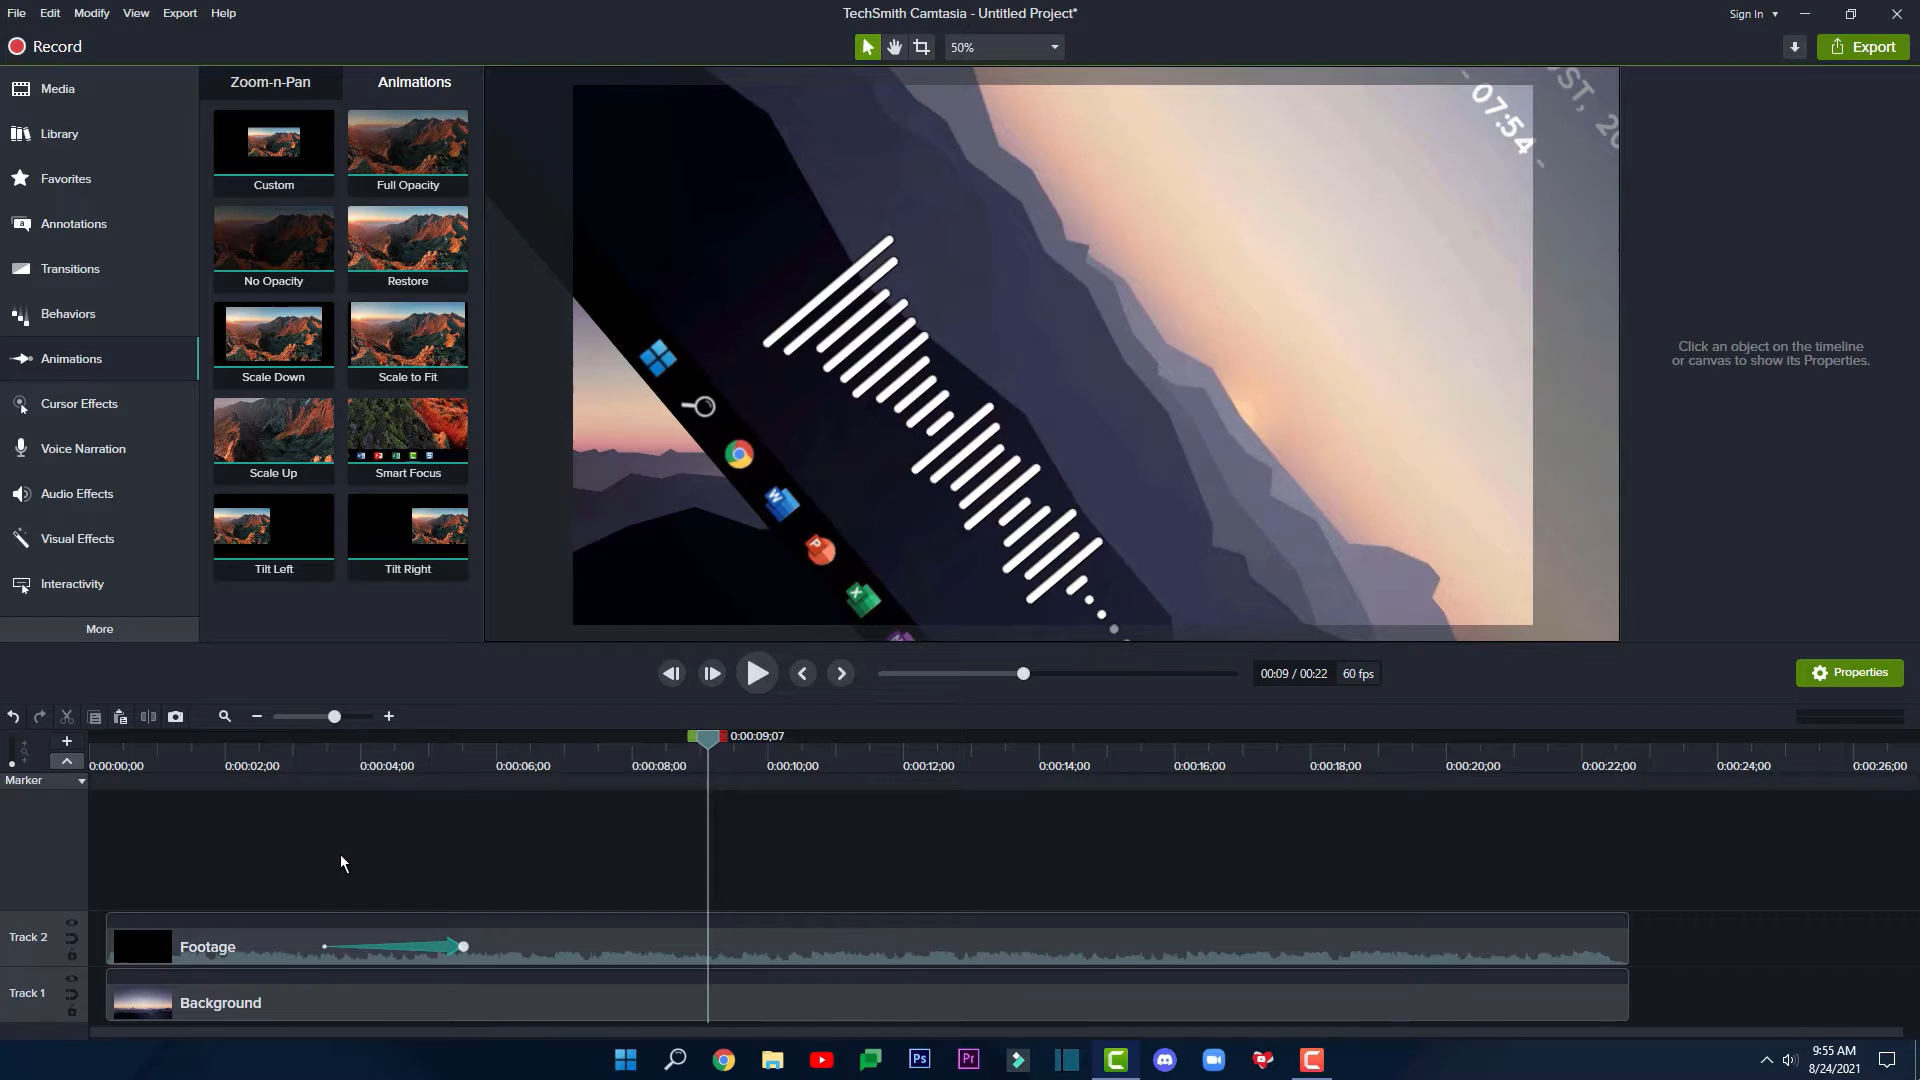 File Edit Modify View Export Help
TechSmith Camtasia - Untitled Project*
Sign In
Record
50%
Export
Media
Library
Favorites
Annotations
Transitions
Behaviors
Animations
Cursor Effects
Voice Narration
Audio Effects
Visual Effects
Interactivity
More
Zoom-n-Pan Animations
Custom Full Opacity
No Opacity Restore
Scale Down Scale to Fit
Scale Up Smart Focus
Tilt Left Tilt Right
- 07:54 -
Click an object on the timeline
or canvas to show its Properties.
00:09 / 00:22 60 fps
Properties
0:00:09;07
0:00:00;00 0:00:02;00 0:00:04;00 0:00:06;00 0:00:08;00 0:00:10;00 0:00:12;00 0:00:14;00 0:00:16;00 0:00:18;00 0:00:20;00 0:00:22;00 0:00:24;00 0:00:26;00
Marker
Track 2 Footage
Track 1 Background
9:55 AM
8/24/2021